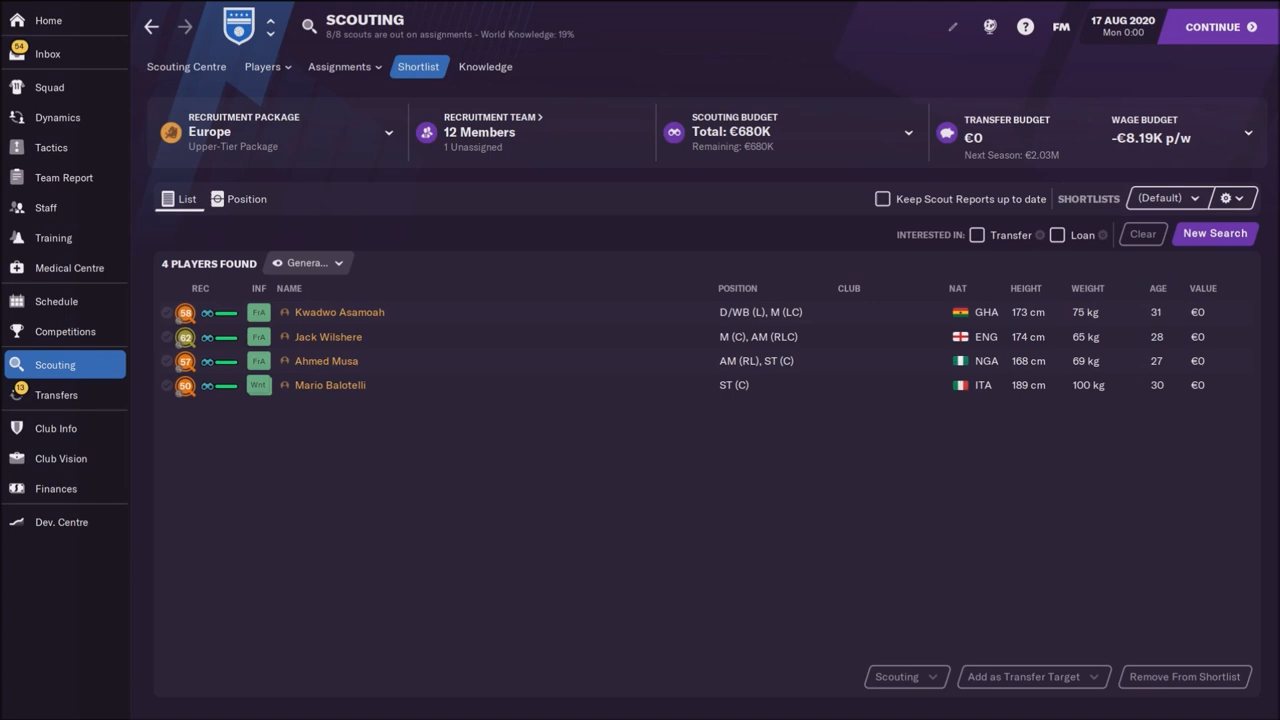 Home
54
Inbox
Squad
Dynamics
Tactics
Team Report
Staff
Training
Medical Centre
Schedule
Competitions
Scouting
13
Transfers
Club Info
Club Vision
Finances
Dev. Centre
SCOUTING
8/8 scouts are out on assignments - World Knowledge: 19%
FM
17 AUG 2020
Mon 0:00
CONTINUE
Scouting Centre Players Assignments Shortlist Knowledge
RECRUITMENT PACKAGE
Europe
Upper-Tier Package
RECRUITMENT TEAM
12 Members
1 Unassigned
SCOUTING BUDGET
Total: €680K
Remaining: €680K
TRANSFER BUDGET
€0
Next Season: €2.03M
WAGE BUDGET
-€8.19K p/w
List Position
Keep Scout Reports up to date SHORTLISTS (Default)
INTERESTED IN: Transfer Loan Clear New Search
4 PLAYERS FOUND Genera...
REC INF NAME POSITION CLUB NAT HEIGHT WEIGHT AGE VALUE
58 FrA Kwadwo Asamoah D/WB (L), M (LC) GHA 173 cm 75 kg 31 €0
62 FrA Jack Wilshere M (C), AM (RLC) ENG 174 cm 65 kg 28 €0
57 FrA Ahmed Musa AM (RL), ST (C) NGA 168 cm 69 kg 27 €0
50 Wnt Mario Balotelli ST (C) ITA 189 cm 100 kg 30 €0
Scouting Add as Transfer Target Remove From Shortlist